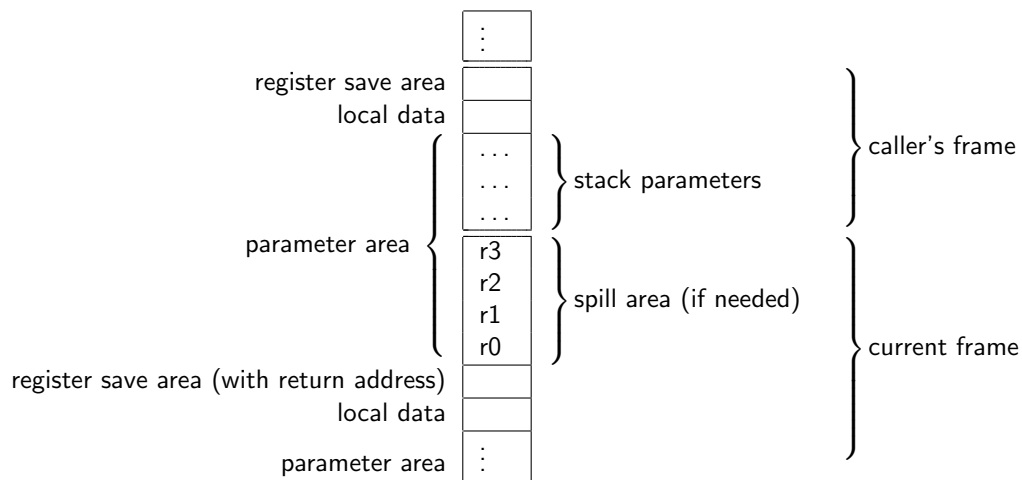 ⋮
register save area
local data
caller's frame
. . .
. . .
stack parameters
. . .
parameter area
r3
r2
spill area (if needed)
r1
r0
current frame
register save area (with return address)
local data
⋮
parameter area